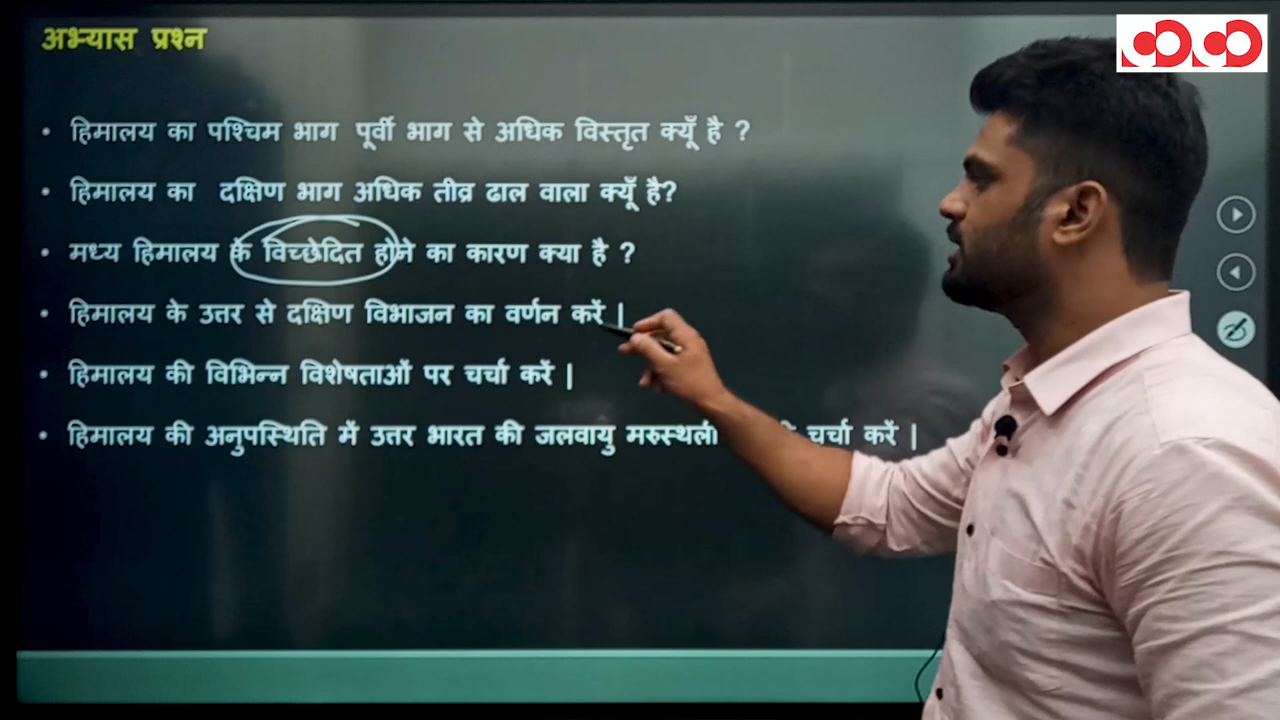 अभ्यास प्रश्न
• हिमालय का पश्चिम भाग पूर्वी भाग से अधिक विस्तृत क्यूँ है ?
• हिमालय का दक्षिण भाग अधिक तीव्र ढाल वाला क्यूँ है?
• मध्य हिमालय के विच्छेदित होने का कारण क्या है ?
• हिमालय के उत्तर से दक्षिण विभाजन का वर्णन करें |
• हिमालय की विभिन्न विशेषताओं पर चर्चा करें |
• हिमालय की अनुपस्थिति में उत्तर भारत की जलवायु मरुस्थली चर्चा करें |